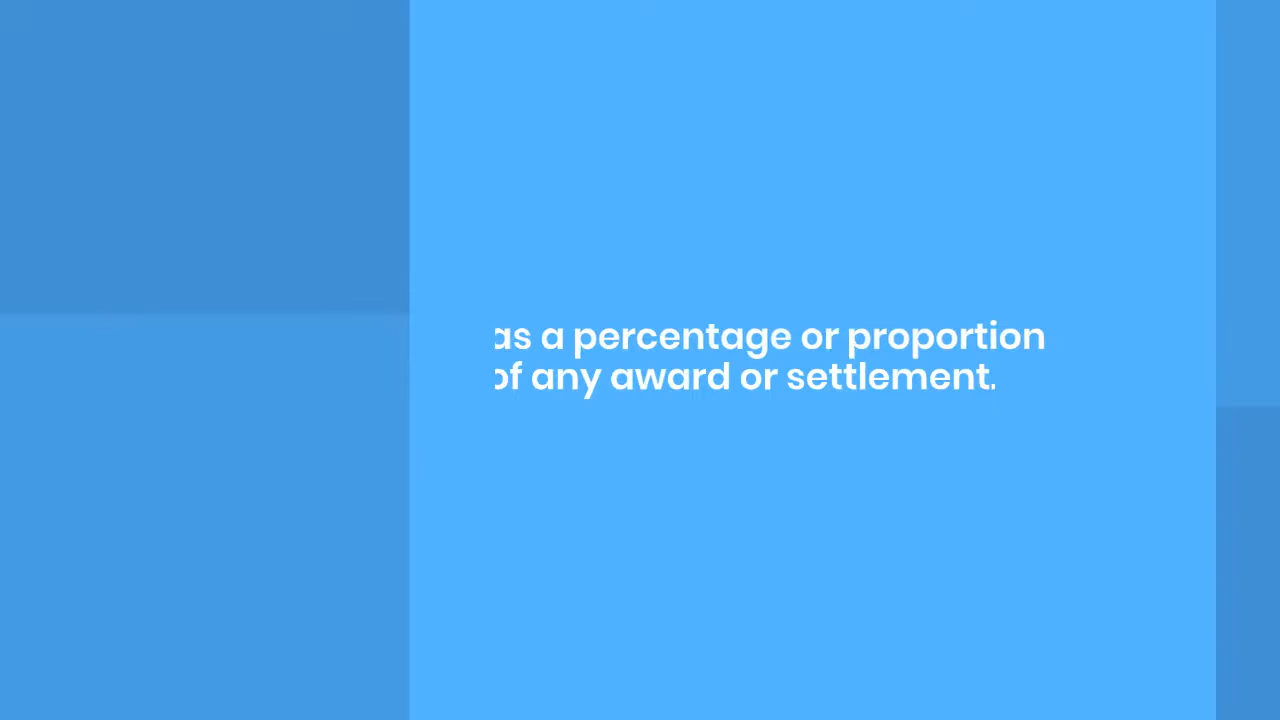 as a percentage or proportion
of any award or settlement.